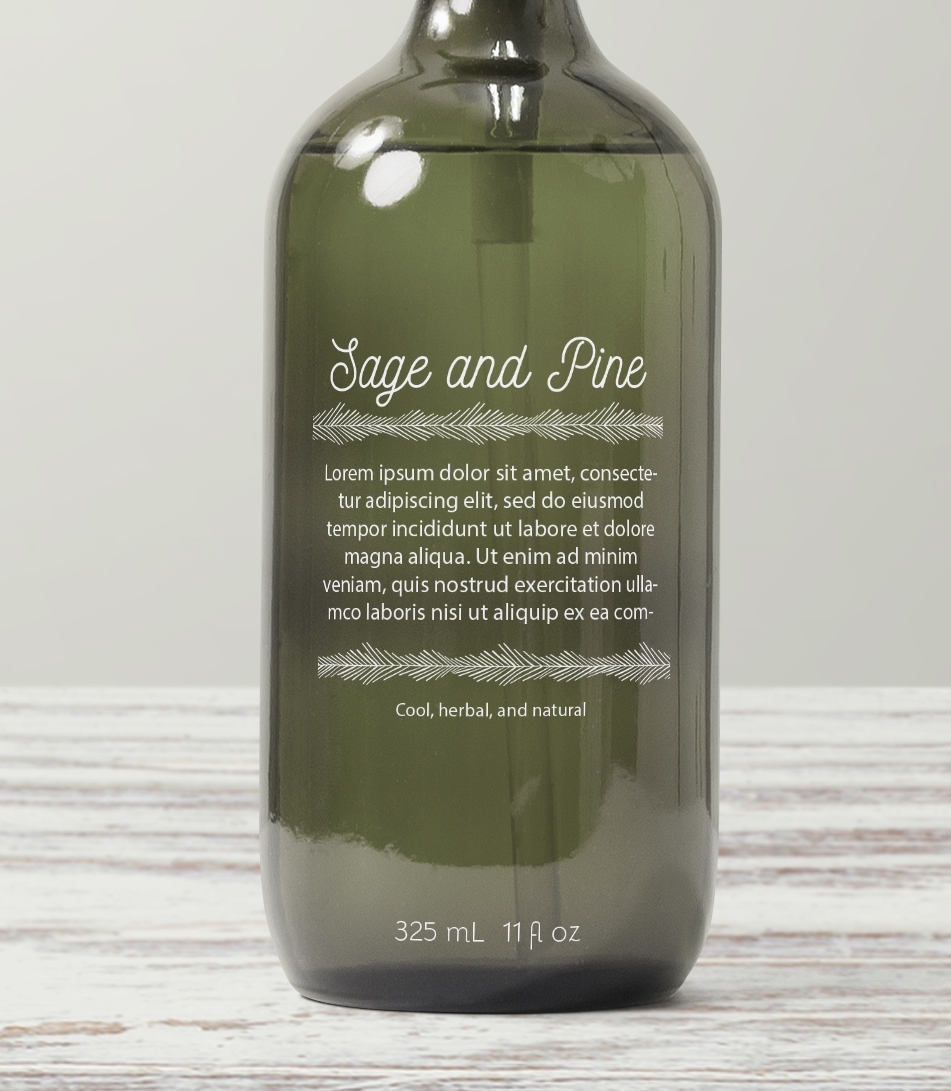 Sage and Pine
Lorem ipsum dolor sit amet, consecte-
tur adipiscing elit, sed do eiusmod
tempor incididunt ut labore et dolore
magna aliqua. Ut enim ad minim
veniam, quis nostrud exercitation ulla-
mco laboris nisi ut aliquip ex ea com-
Cool, herbal, and natural
325 mL 11 fl oz